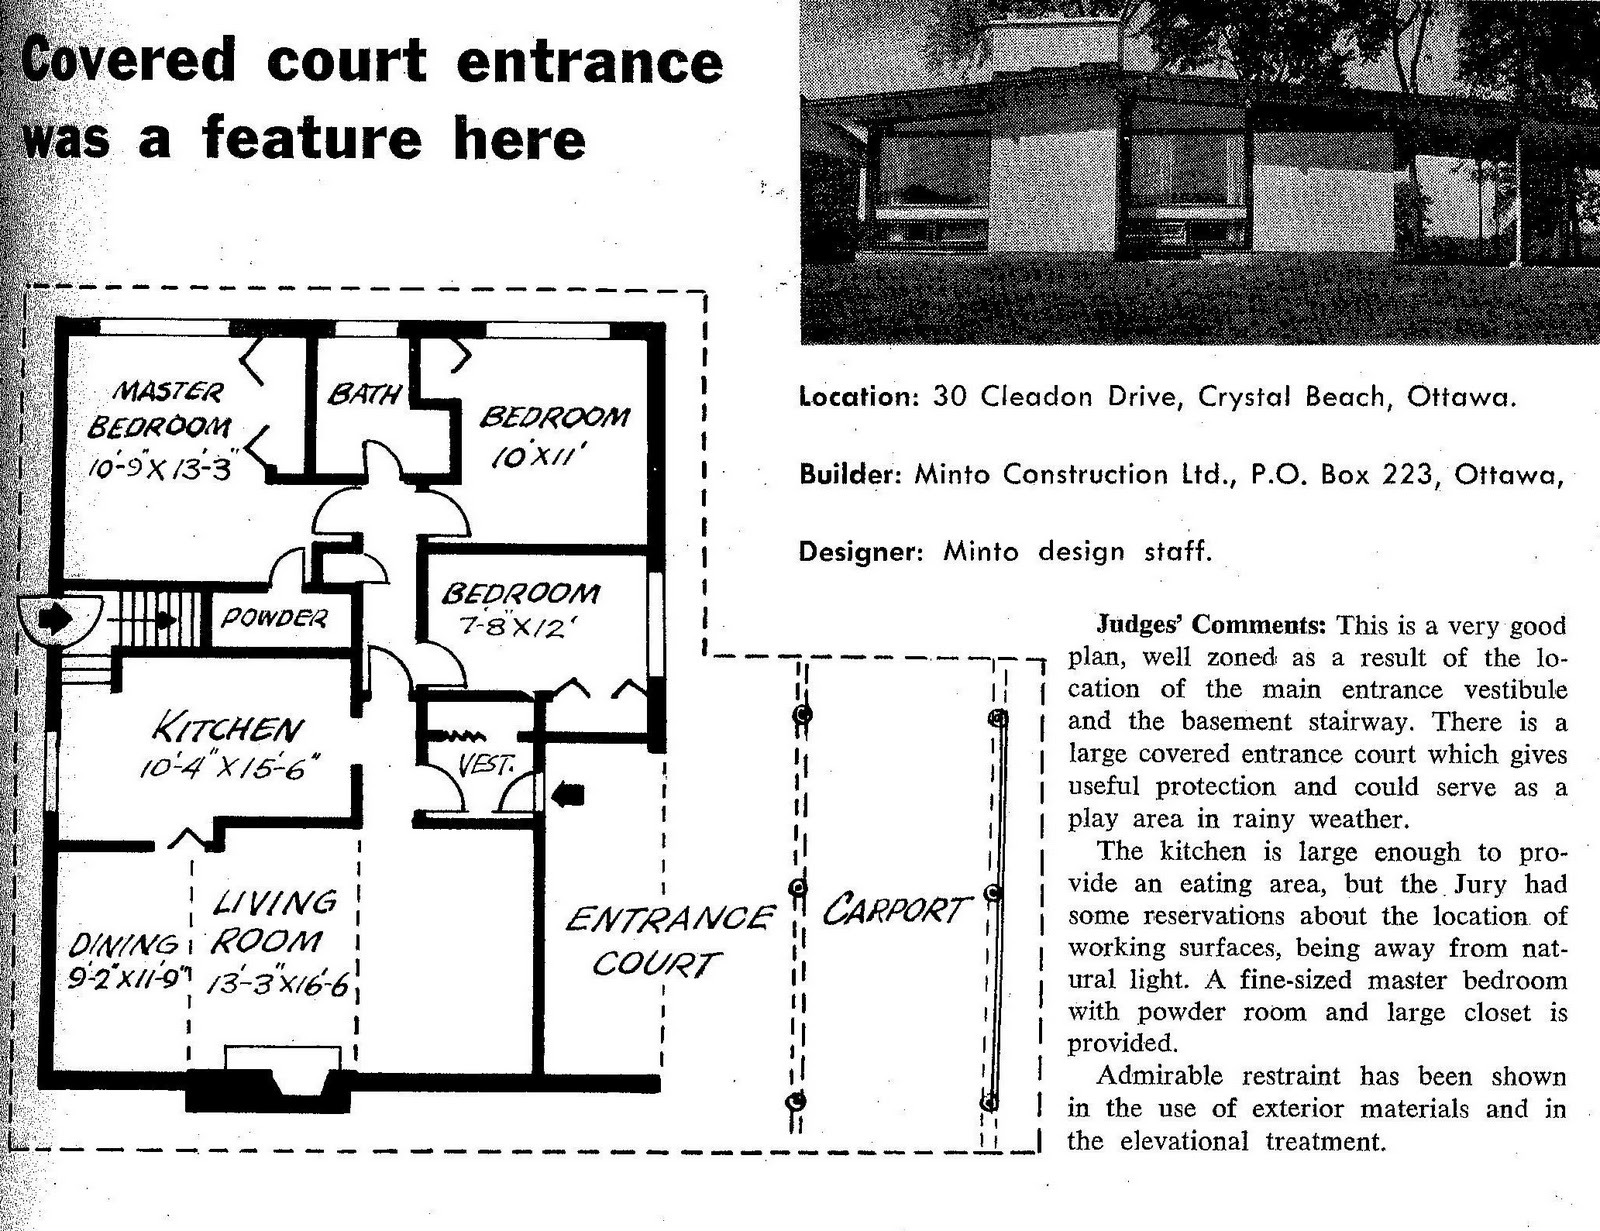 Covered court entrance
was a feature here
Location: 30 Cleadon Drive, Crystal Beach, Ottawa.
Builder: Minto Construction Ltd., P.O. Box 223, Ottawa,
Designer: Minto design staff.
MASTER
BEDROOM
10'-9" X 13'-3"
BATH
BEDROOM
10' X 11'
BEDROOM
7'-8" X 12'
POWDER
KITCHEN
10'-4" X 15'-6"
VEST.
LIVING
ROOM
13'-3" X 16'-6
DINING
9'-2" X 11'-9"
ENTRANCE
COURT
CARPORT
Judges' Comments: This is a very good
plan, well zoned as a result of the lo-
cation of the main entrance vestibule
and the basement stairway. There is a
large covered entrance court which gives
useful protection and could serve as a
play area in rainy weather.
The kitchen is large enough to pro-
vide an eating area, but the Jury had
some reservations about the location of
working surfaces, being away from nat-
ural light. A fine-sized master bedroom
with powder room and large closet is
provided.
Admirable restraint has been shown
in the use of exterior materials and in
the elevational treatment.